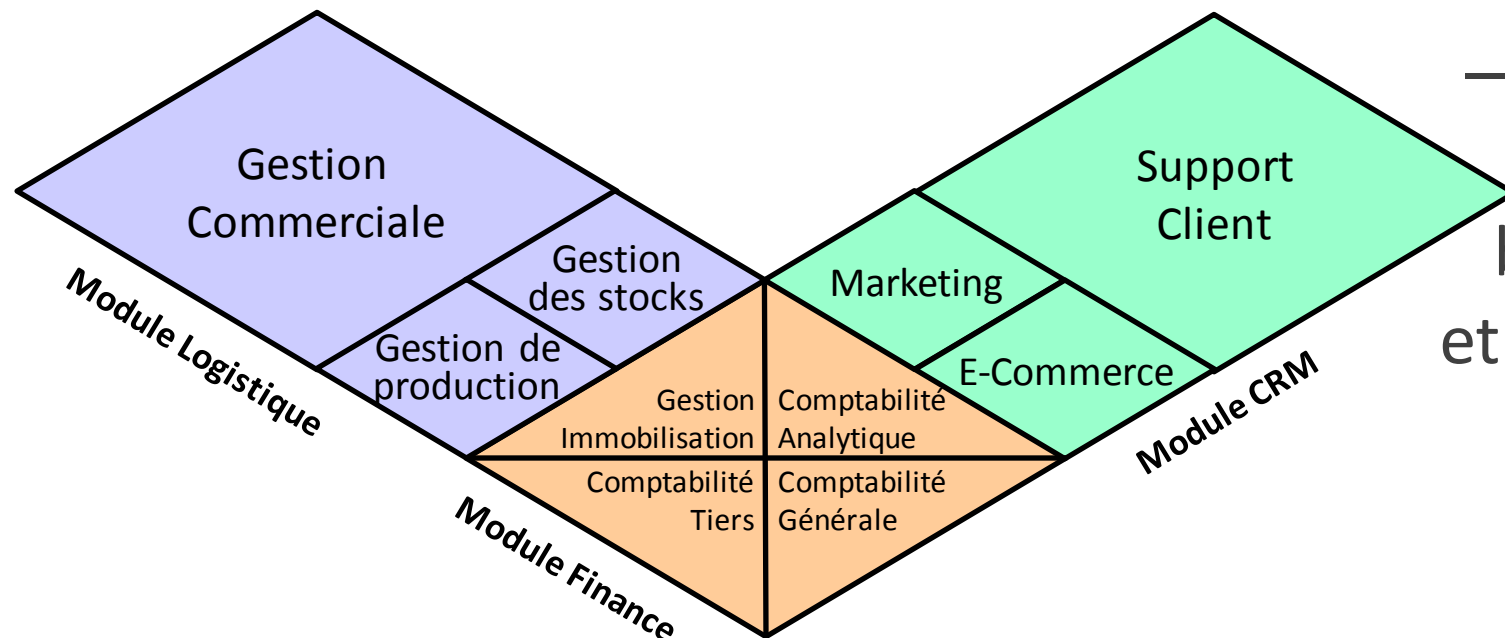 Gestion
Commerciale
Gestion
des stocks
Gestion de
production
Module Logistique
Support
Client
Marketing
E-Commerce
Module CRM
Gestion
Immobilisation
Comptabilité
Analytique
Comptabilité
Tiers
Comptabilité
Générale
Module Finance
et